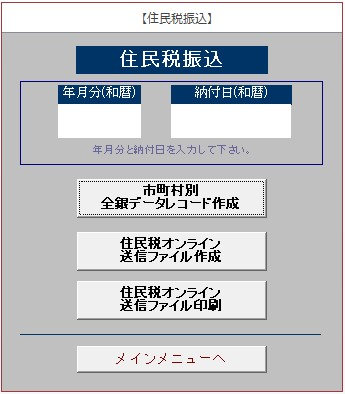 【住民税振込】
住民税振込
年月分(和暦) 納付日(和暦)
年月分と納付日を入力して下さい。
市町村別
全銀データレコード作成
住民税オンライン
送信ファイル作成
住民税オンライン
送信ファイル印刷
メインメニューへ